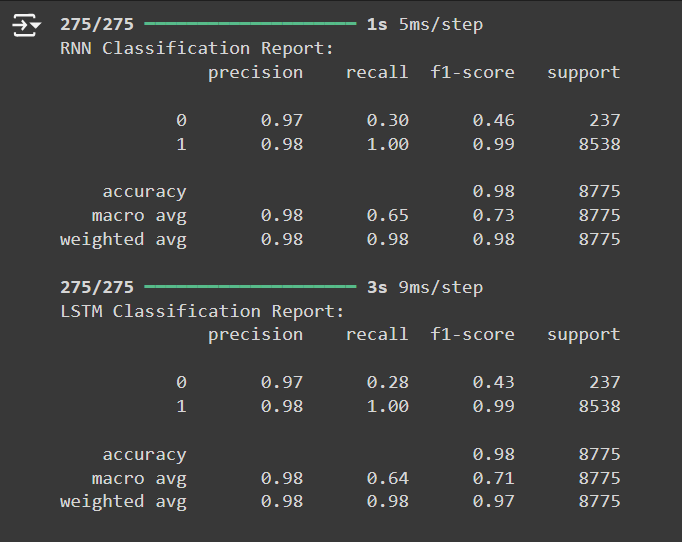 275/275 ━━━━━━━━━━━━━━━━━━━━ 1s 5ms/step
RNN Classification Report:
precision recall f1-score support
0 0.97 0.30 0.46 237
1 0.98 1.00 0.99 8538
accuracy 0.98 8775
macro avg 0.98 0.65 0.73 8775
weighted avg 0.98 0.98 0.98 8775
275/275 ━━━━━━━━━━━━━━━━━━━━ 3s 9ms/step
LSTM Classification Report:
precision recall f1-score support
0 0.97 0.28 0.43 237
1 0.98 1.00 0.99 8538
accuracy 0.98 8775
macro avg 0.98 0.64 0.71 8775
weighted avg 0.98 0.98 0.97 8775